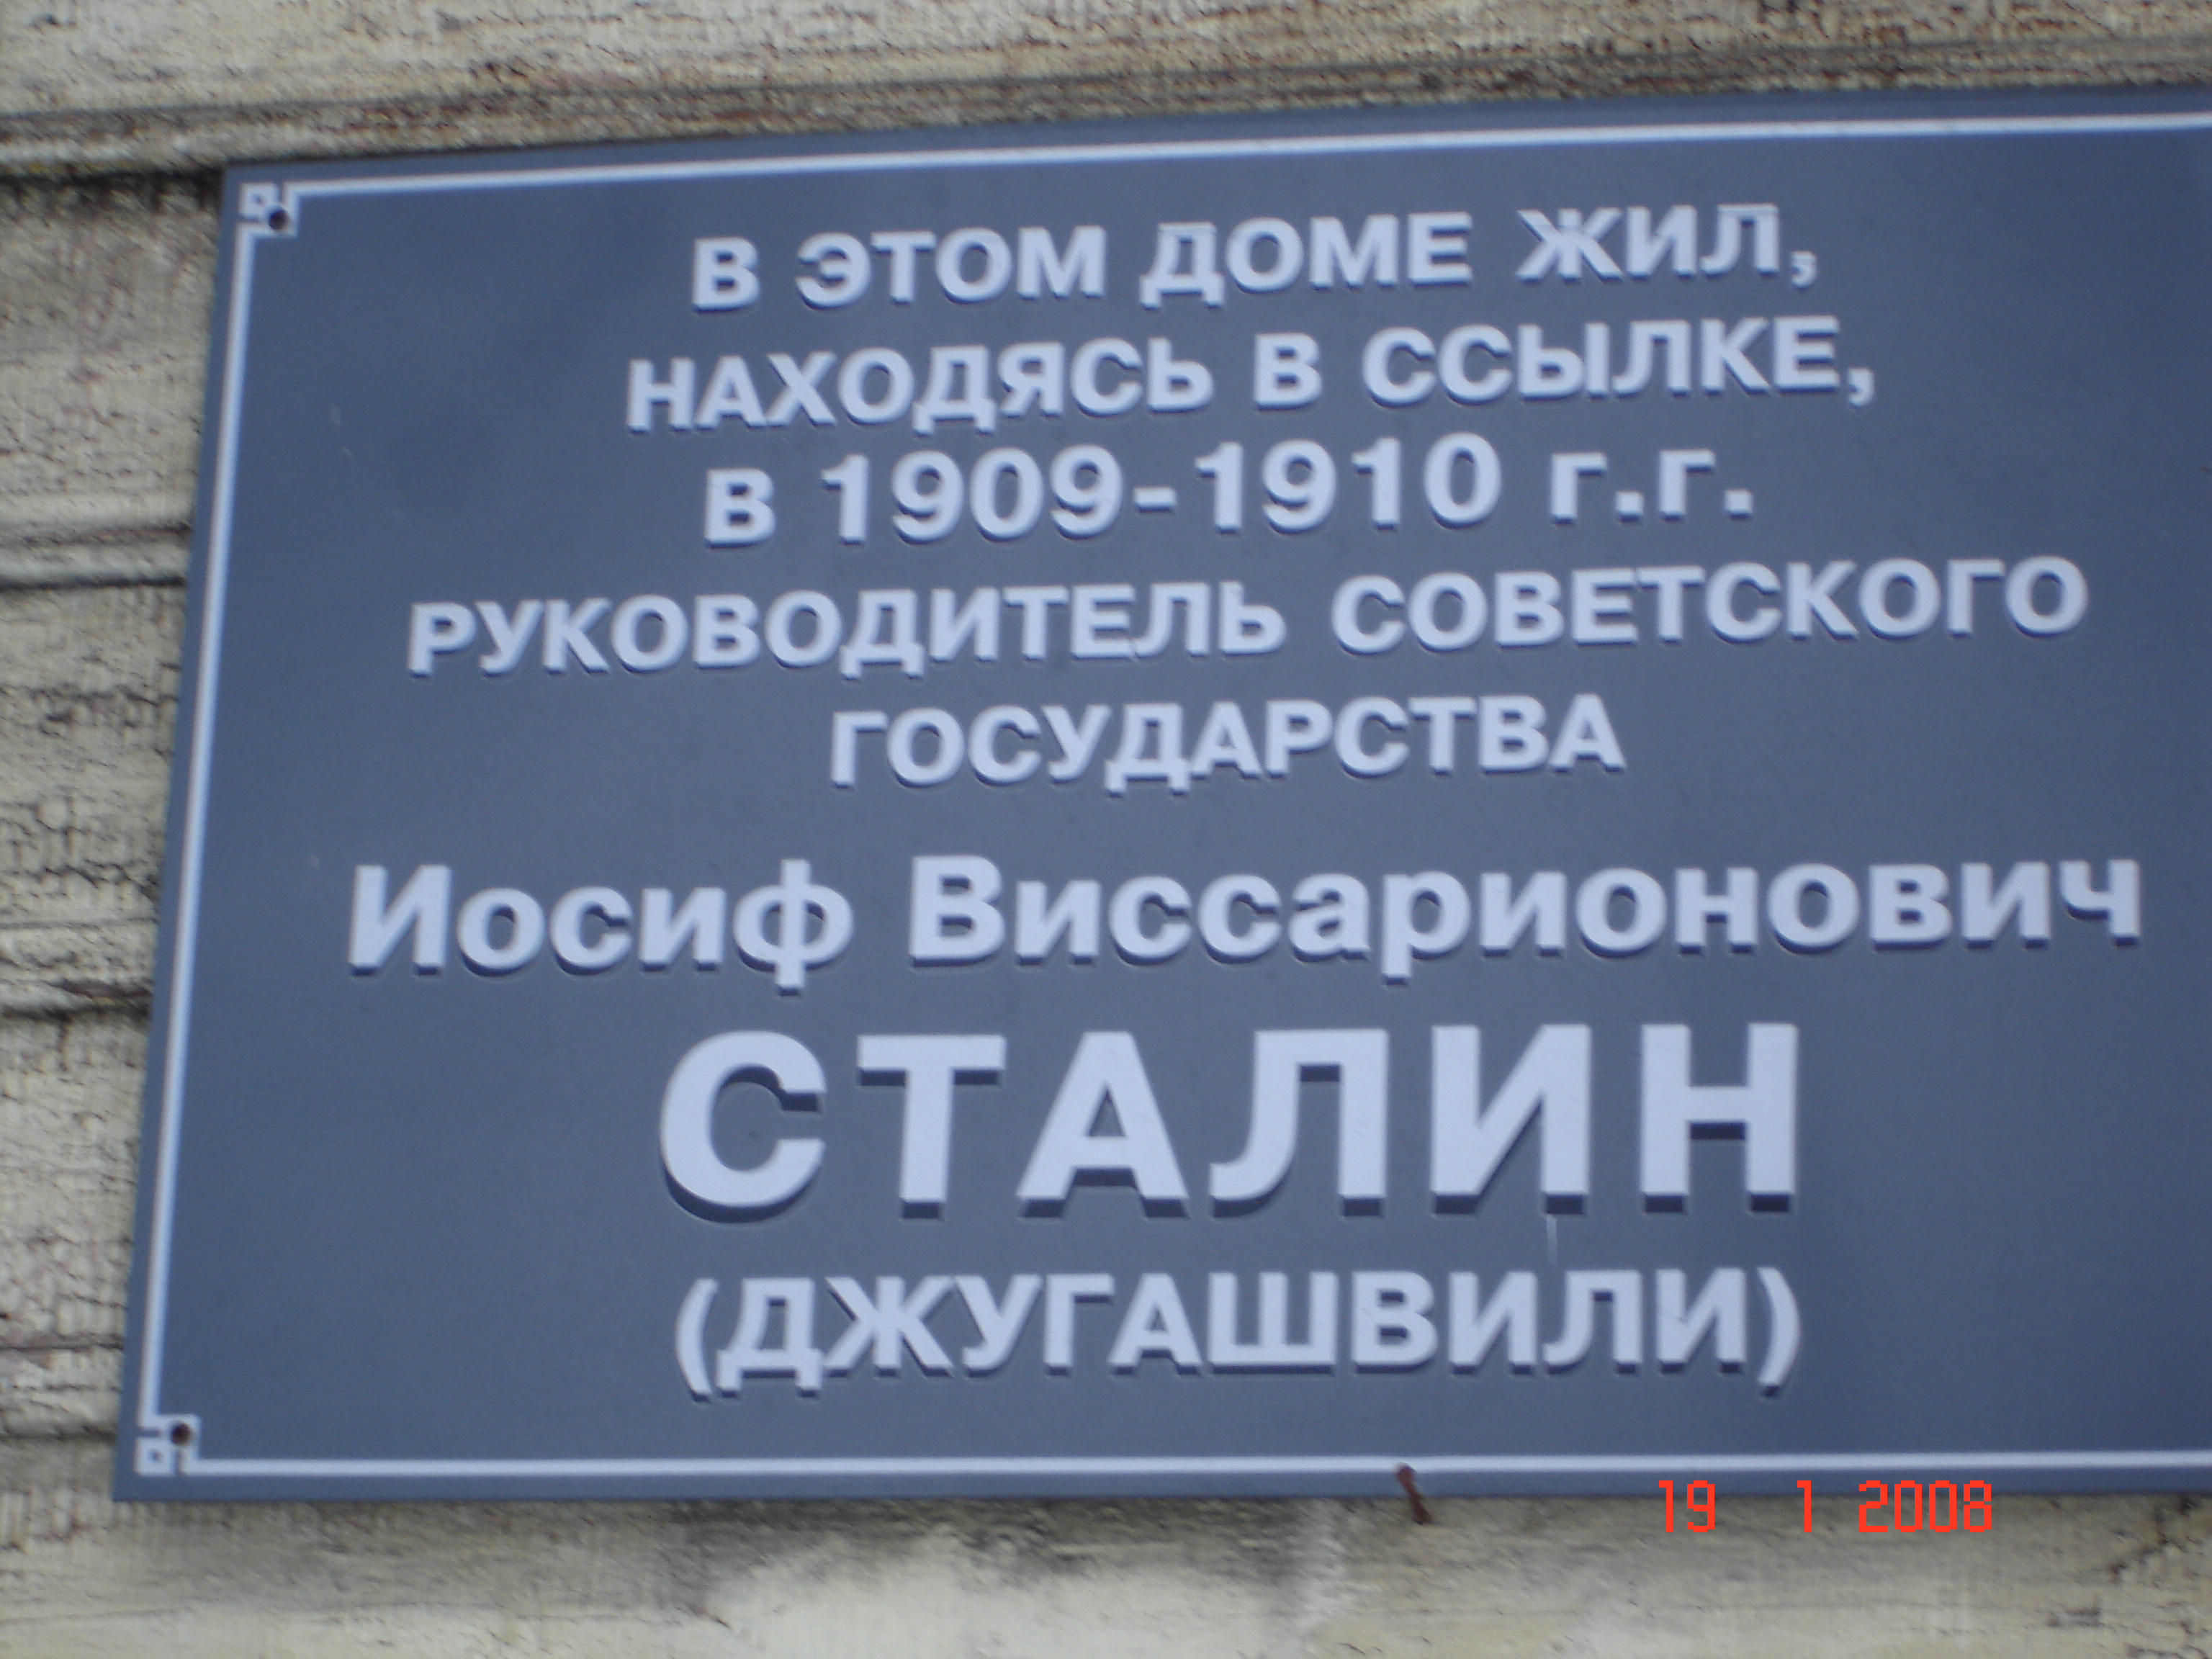 В ЭТОМ ДОМЕ ЖИЛ,
НАХОДЯСЬ В ССЫЛКЕ,
В 1909-1910 г.г.
РУКОВОДИТЕЛЬ СОВЕТСКОГО
ГОСУДАРСТВА
Иосиф Виссарионович
СТАЛИН
(ДЖУГАШВИЛИ)
19 1 2008